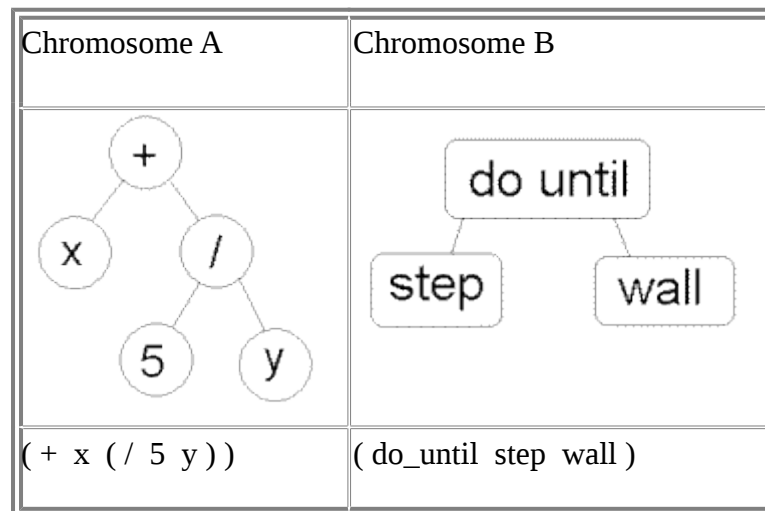 Chromosome A
Chromosome B
+
x
/
5
y
do until
step
wall
( + x ( / 5 y ) )
( do_until step wall )